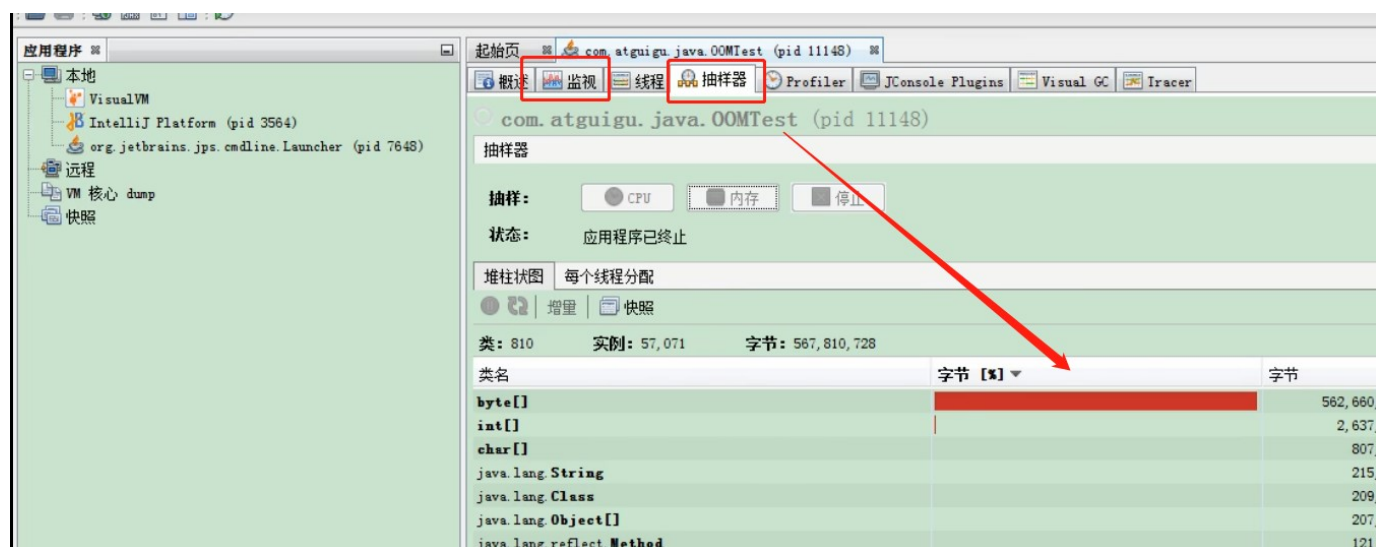 应用程序
本地
VisualVM
IntelliJ Platform (pid 3564)
org.jetbrains.jps.cmdline.Launcher (pid 7648)
远程
VM 核心 dump
快照
起始页 com.atguigu.java.OOMTest (pid 11148)
概述 监视 线程 抽样器 Profiler JConsole Plugins Visual GC Tracer
com.atguigu.java.OOMTest (pid 11148)
抽样器
抽样: CPU 内存 停止
状态: 应用程序已终止
堆柱状图 每个线程分配
增量 快照
类: 810 实例: 57,071 字节: 567,810,728
类名 字节 [%] 字节
byte[] 562,660,
int[] 2,637,
char[] 807,
java.lang.String 215,
java.lang.Class 209,
java.lang.Object[] 207,
java.lang.reflect.Method 121,